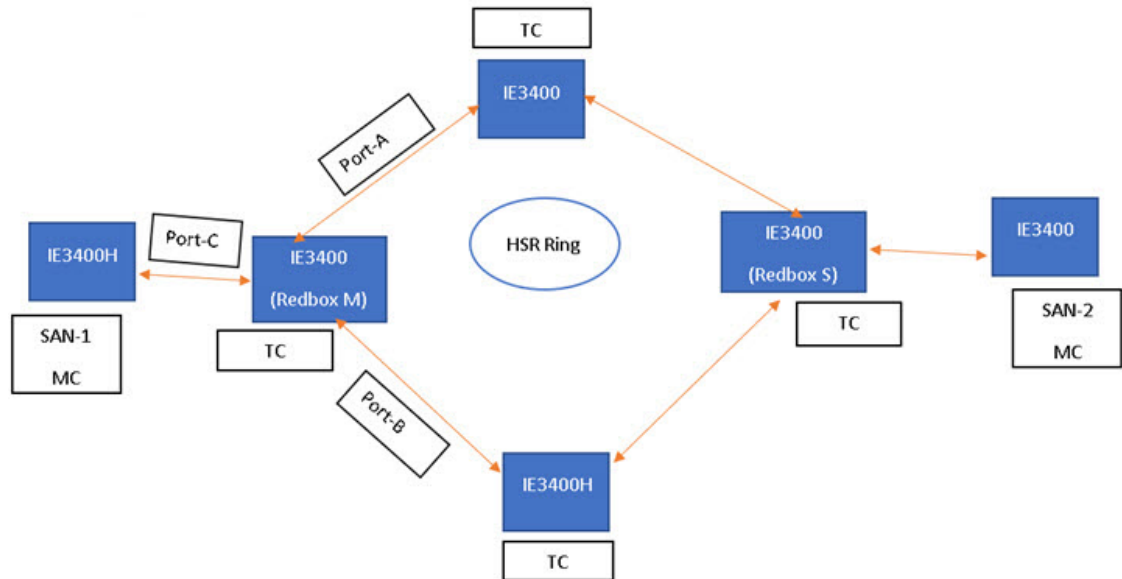 TC
IE3400
Port-A
IE3400H
Port-C
IE3400
(Redbox M)
HSR Ring
IE3400
(Redbox S)
IE3400
SAN-1
MC
TC
TC
SAN-2
MC
Port-B
IE3400H
TC